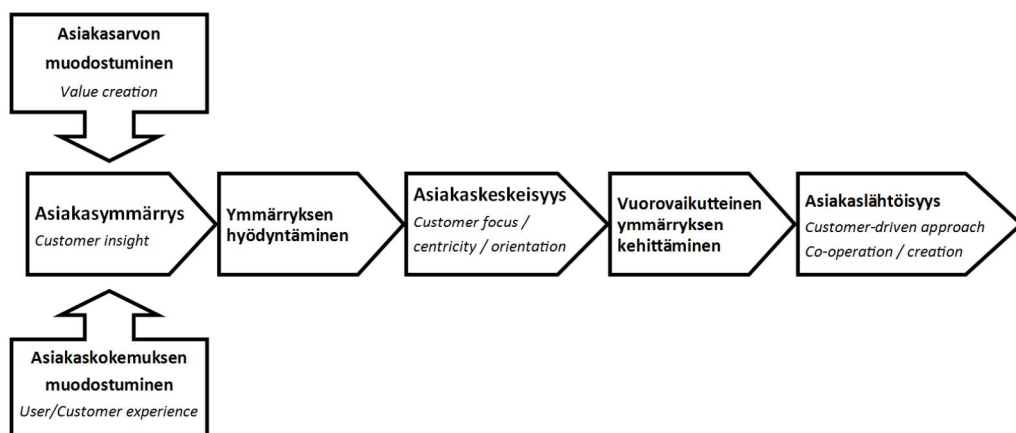 Asiakasarvon
muodostuminen
Value creation
Asiakasymmärrys
Customer insight
Ymmärryksen
hyödyntäminen
Asiakaskeskeisyys
Customer focus /
centricity / orientation
Vuorovaikutteinen
ymmärryksen
kehittäminen
Asiakaslähtöisyys
Customer-driven approach
Co-operation / creation
Asiakaskokemuksen
muodostuminen
User/Customer experience